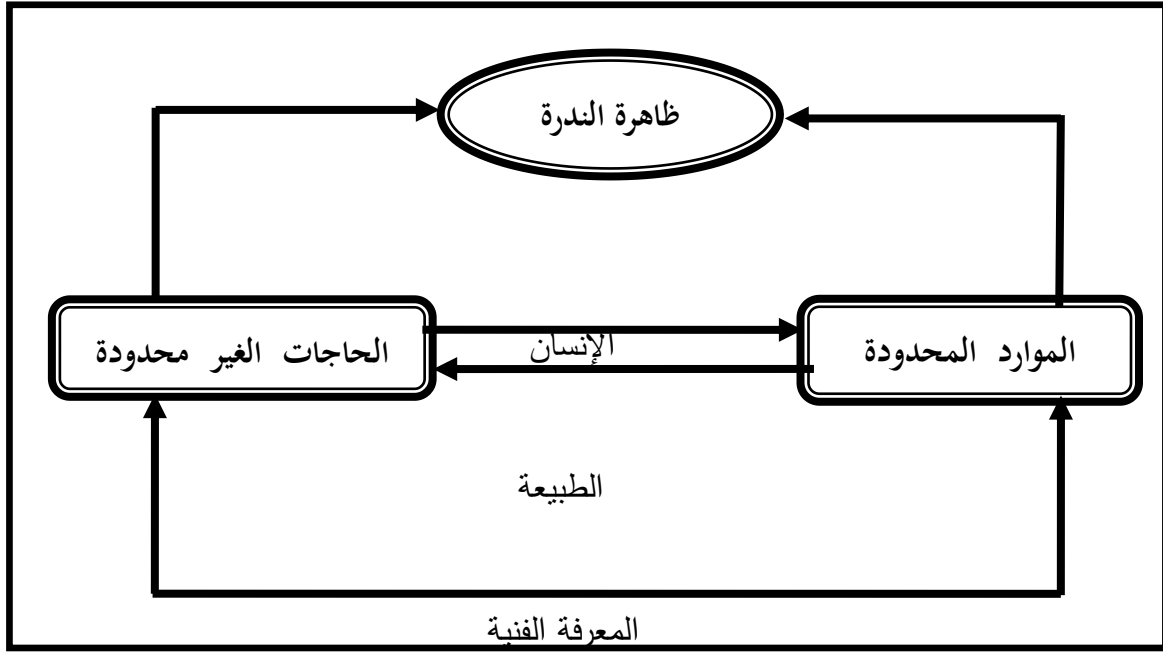 ظاهرة الندرة
الموارد المحدودة
الإنسان
الحاجات الغير محدودة
الطبيعة
المعرفة الفنية